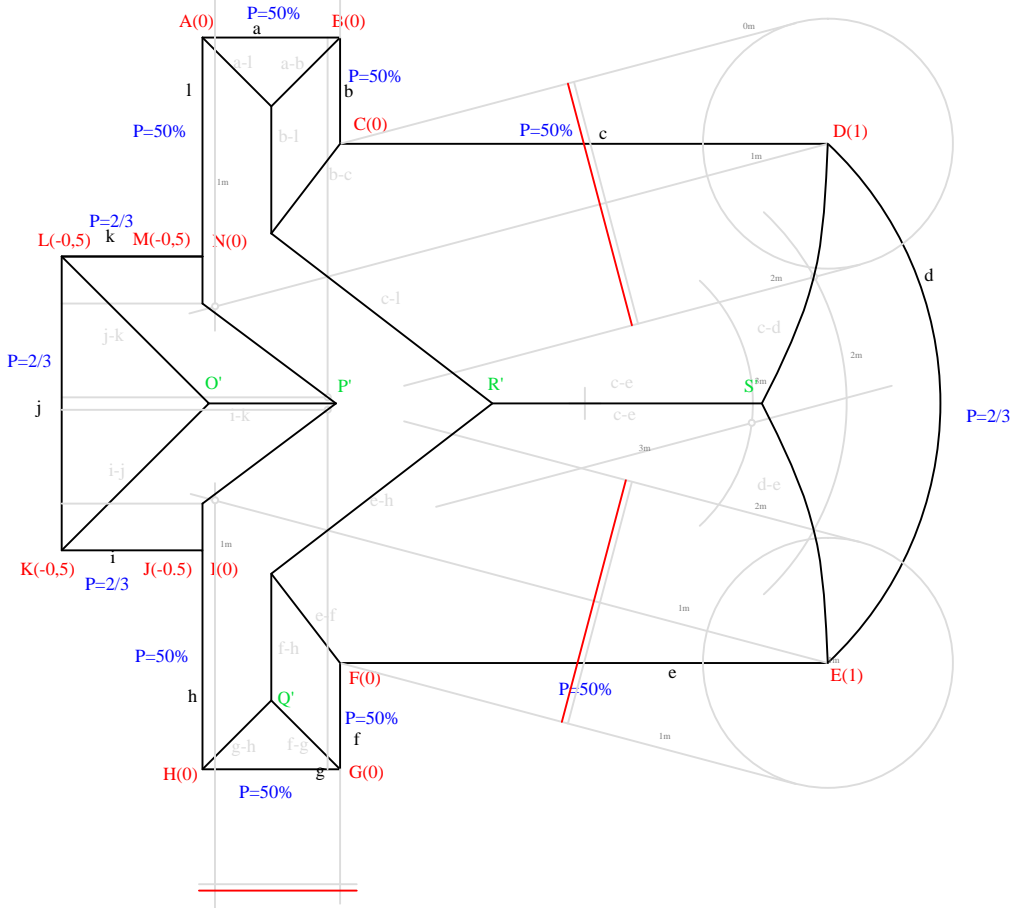 P=50%
A(0)
B(0)
a
0m
a-l
a-b
P=50%
l
b
P=50%
C(0)
P=50%
c
D(1)
b-l
1m
b-c
1m
P=2/3
k
L(-0,5)
M(-0,5)
N(0)
d
2m
c-l
c-d
j-k
2m
P=2/3
O'
P'
R'
c-e
S'
3m
j
i-k
c-e
P=2/3
3m
i-j
d-e
e-h
2m
1m
i
K(-0,5)
J(-0.5)
I(0)
P=2/3
1m
e-f
f-h
P=50%
E(1)
F(0)
e
h
Q'
P=50%
P=50%
f
1m
g-h
f-g
H(0)
g
G(0)
P=50%